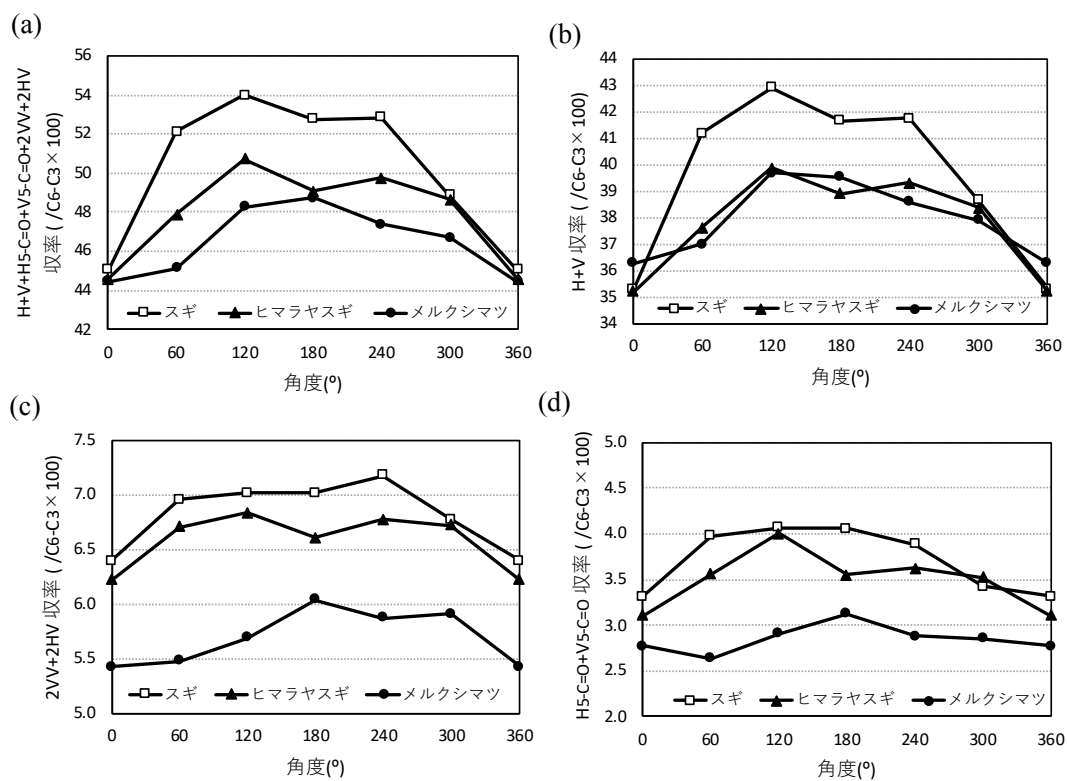 (a)
H+V+H5-C=O+V5-C=O+2VV+2HV
収率 ( /C6-C3×100)
56
54
52
50
48
46
44
42
スギ ヒマラヤスギ メルクシマツ
0 60 120 180 240 300 360
角度(º)
(b)
H+V 収率 ( /C6-C3×100)
44
43
42
41
40
39
38
37
36
35
34
スギ ヒマラヤスギ メルクシマツ
0 60 120 180 240 300 360
角度(º)
(c)
2VV+2HV 収率 ( /C6-C3×100)
7.5
7.0
6.5
6.0
5.5
5.0
スギ ヒマラヤスギ メルクシマツ
0 60 120 180 240 300 360
角度(º)
(d)
H5-C=O+V5-C=O 収率 ( /C6-C3×100)
5.0
4.5
4.0
3.5
3.0
2.5
2.0
スギ ヒマラヤスギ メルクシマツ
0 60 120 180 240 300 360
角度(º)